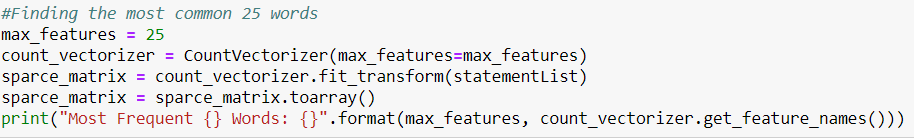 #Finding the most common 25 words
max_features = 25
count_vectorizer = CountVectorizer(max_features=max_features)
sparce_matrix = count_vectorizer.fit_transform(statementList)
sparce_matrix = sparce_matrix.toarray()
print("Most Frequent {} Words: {}".format(max_features, count_vectorizer.get_feature_names()))